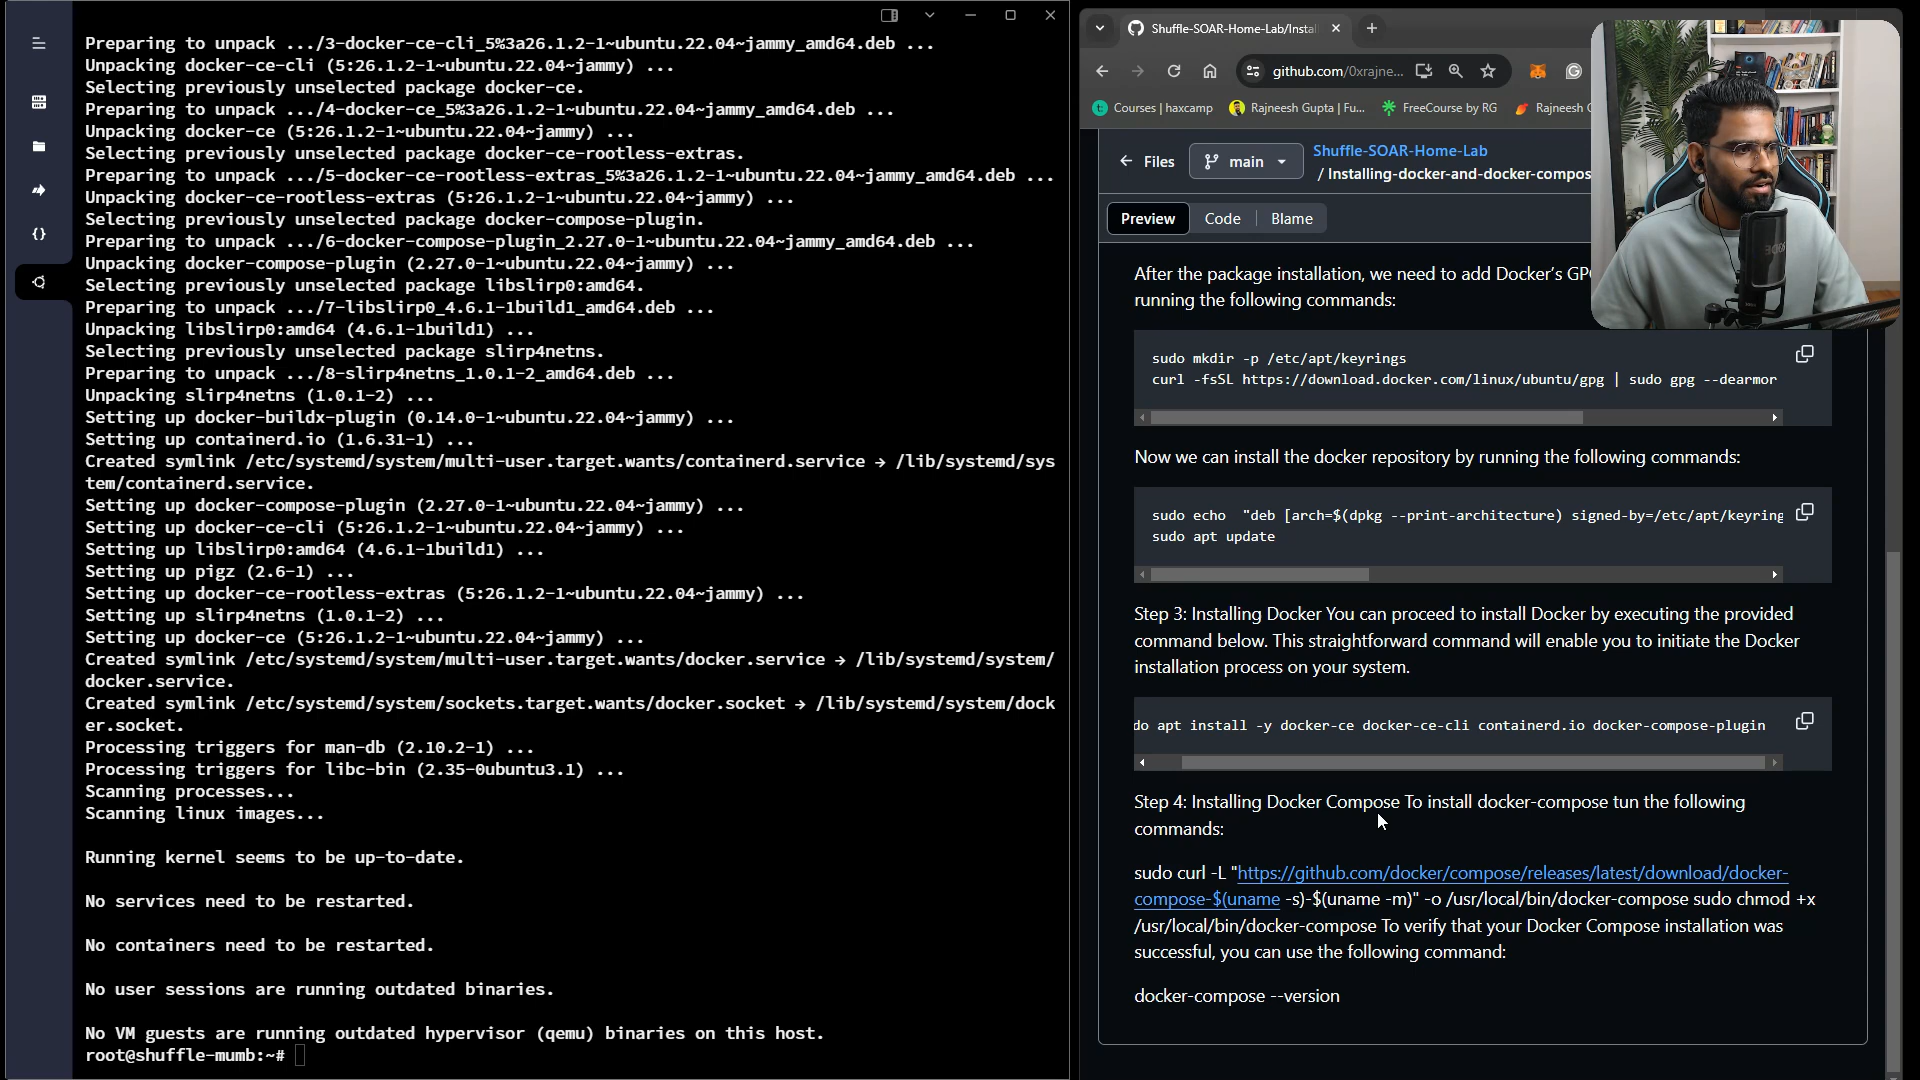 Preparing to unpack .../3-docker-ce-cli_5%3a26.1.2-1~ubuntu.22.04~jammy_amd64.deb ...
Unpacking docker-ce-cli (5:26.1.2-1~ubuntu.22.04~jammy) ...
Selecting previously unselected package docker-ce.
Preparing to unpack .../4-docker-ce_5%3a26.1.2-1~ubuntu.22.04~jammy_amd64.deb ...
Unpacking docker-ce (5:26.1.2-1~ubuntu.22.04~jammy) ...
Selecting previously unselected package docker-ce-rootless-extras.
Preparing to unpack .../5-docker-ce-rootless-extras_5%3a26.1.2-1~ubuntu.22.04~jammy_amd64.deb ...
Unpacking docker-ce-rootless-extras (5:26.1.2-1~ubuntu.22.04~jammy) ...
Selecting previously unselected package docker-compose-plugin.
Preparing to unpack .../6-docker-compose-plugin_2.27.0-1~ubuntu.22.04~jammy_amd64.deb ...
Unpacking docker-compose-plugin (2.27.0-1~ubuntu.22.04~jammy) ...
Selecting previously unselected package libslirp0:amd64.
Preparing to unpack .../7-libslirp0_4.6.1-1build1_amd64.deb ...
Unpacking libslirp0:amd64 (4.6.1-1build1) ...
Selecting previously unselected package slirp4netns.
Preparing to unpack .../8-slirp4netns_1.0.1-2_amd64.deb ...
Unpacking slirp4netns (1.0.1-2) ...
Setting up docker-buildx-plugin (0.14.0-1~ubuntu.22.04~jammy) ...
Setting up containerd.io (1.6.31-1) ...
Created symlink /etc/systemd/system/multi-user.target.wants/containerd.service → /lib/systemd/sys
tem/containerd.service.
Setting up docker-compose-plugin (2.27.0-1~ubuntu.22.04~jammy) ...
Setting up docker-ce-cli (5:26.1.2-1~ubuntu.22.04~jammy) ...
Setting up libslirp0:amd64 (4.6.1-1build1) ...
Setting up pigz (2.6-1) ...
Setting up docker-ce-rootless-extras (5:26.1.2-1~ubuntu.22.04~jammy) ...
Setting up slirp4netns (1.0.1-2) ...
Setting up docker-ce (5:26.1.2-1~ubuntu.22.04~jammy) ...
Created symlink /etc/systemd/system/multi-user.target.wants/docker.service → /lib/systemd/system/
docker.service.
Created symlink /etc/systemd/system/sockets.target.wants/docker.socket → /lib/systemd/system/dock
er.socket.
Processing triggers for man-db (2.10.2-1) ...
Processing triggers for libc-bin (2.35-0ubuntu3.1) ...
Scanning processes...
Scanning linux images...
Running kernel seems to be up-to-date.
No services need to be restarted.
No containers need to be restarted.
No user sessions are running outdated binaries.
No VM guests are running outdated hypervisor (qemu) binaries on this host.
root@shuffle-mumb:~#
Shuffle-SOAR-Home-Lab/Instal
github.com/0xrajne...
Courses | haxcamp
Rajneesh Gupta | Fu...
FreeCourse by RG
Rajneesh G
Files
main
Shuffle-SOAR-Home-Lab
/ Installing-docker-and-docker-compos
Preview
Code
Blame
After the package installation, we need to add Docker's GPG
running the following commands:
sudo mkdir -p /etc/apt/keyrings
curl -fsSL https://download.docker.com/linux/ubuntu/gpg | sudo gpg --dearmor
Now we can install the docker repository by running the following commands:
sudo echo  "deb [arch=$(dpkg --print-architecture) signed-by=/etc/apt/keyring
sudo apt update
Step 3: Installing Docker You can proceed to install Docker by executing the provided
command below. This straightforward command will enable you to initiate the Docker
installation process on your system.
do apt install -y docker-ce docker-ce-cli containerd.io docker-compose-plugin
Step 4: Installing Docker Compose To install docker-compose tun the following
commands:
sudo curl -L "https://github.com/docker/compose/releases/latest/download/docker-
compose-$(uname -s)-$(uname -m)" -o /usr/local/bin/docker-compose sudo chmod +x
/usr/local/bin/docker-compose To verify that your Docker Compose installation was
successful, you can use the following command:
docker-compose --version